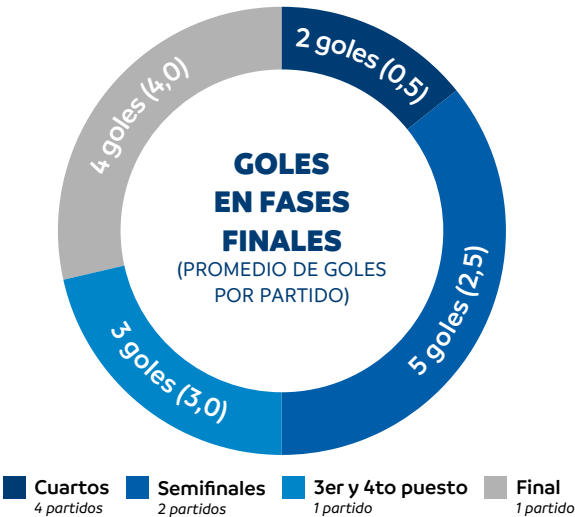 2 goles (0,5)
4 goles (4,0)
GOLES
EN FASES
FINALES
(PROMEDIO DE GOLES
POR PARTIDO)
5 goles (2,5)
3 goles (3,0)
Cuartos
4 partidos
Semifinales
2 partidos
3er y 4to puesto
1 partido
Final
1 partido